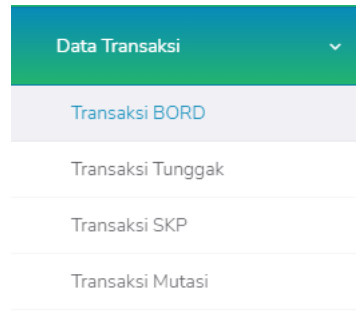 Data Transaksi
Transaksi BORD
Transaksi Tunggak
Transaksi SKP
Transaksi Mutasi